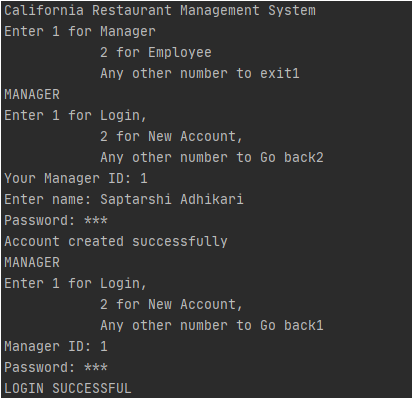 California Restaurant Management System
Enter 1 for Manager
2 for Employee
Any other number to exit1
MANAGER
Enter 1 for Login,
2 for New Account,
Any other number to Go back2
Your Manager ID: 1
Enter name: Saptarshi Adhikari
Password: ***
Account created successfully
MANAGER
Enter 1 for Login,
2 for New Account,
Any other number to Go back1
Manager ID: 1
Password: ***
LOGIN SUCCESSFUL